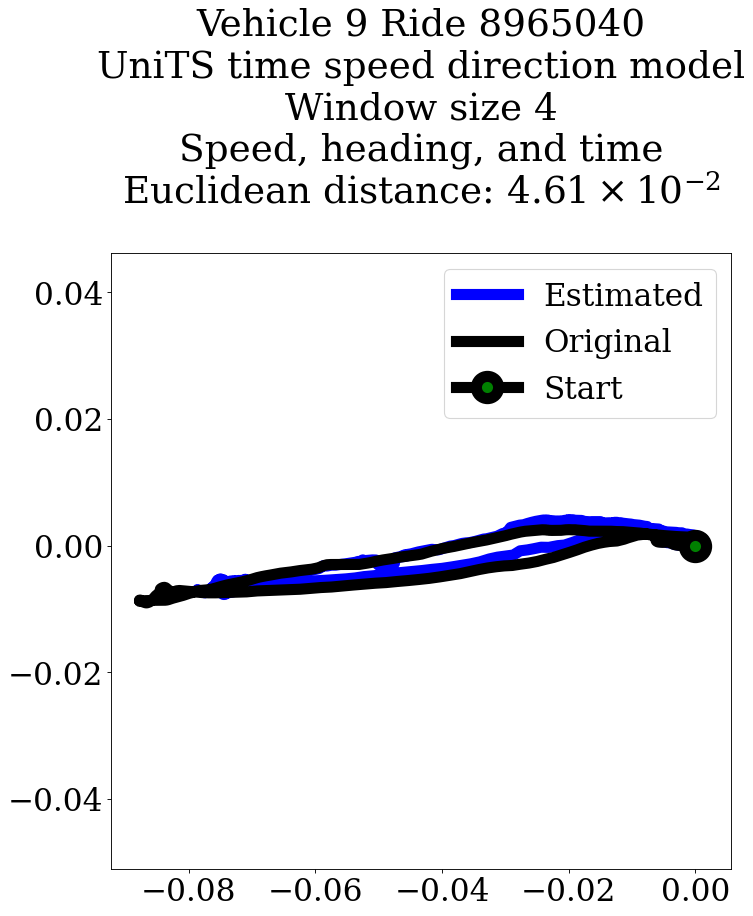 Vehicle 9 Ride 8965040
UniTS time speed direction model
Window size 4
Speed, heading, and time
Euclidean distance: 4.61 × 10⁻²
Estimated
Original
Start
0.04
0.02
0.00
−0.02
−0.04
−0.08 −0.06 −0.04 −0.02 0.00